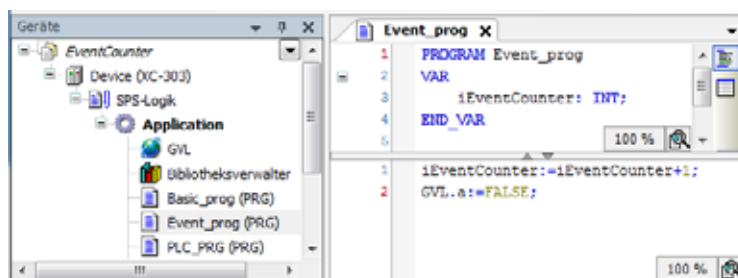 Geräte
EventCounter
Device (XC-303)
SPS-Logik
Application
GVL
Bibliotheksverwalter
Basic_prog (PRG)
Event_prog (PRG)
PLC_PRG (PRG)
Event_prog X
1 PROGRAM Event_prog
2 VAR
3 iEventCounter: INT;
4 END_VAR
5
100 %
1 iEventCounter:=iEventCounter+1;
2 GVL.a:=FALSE;
100 %